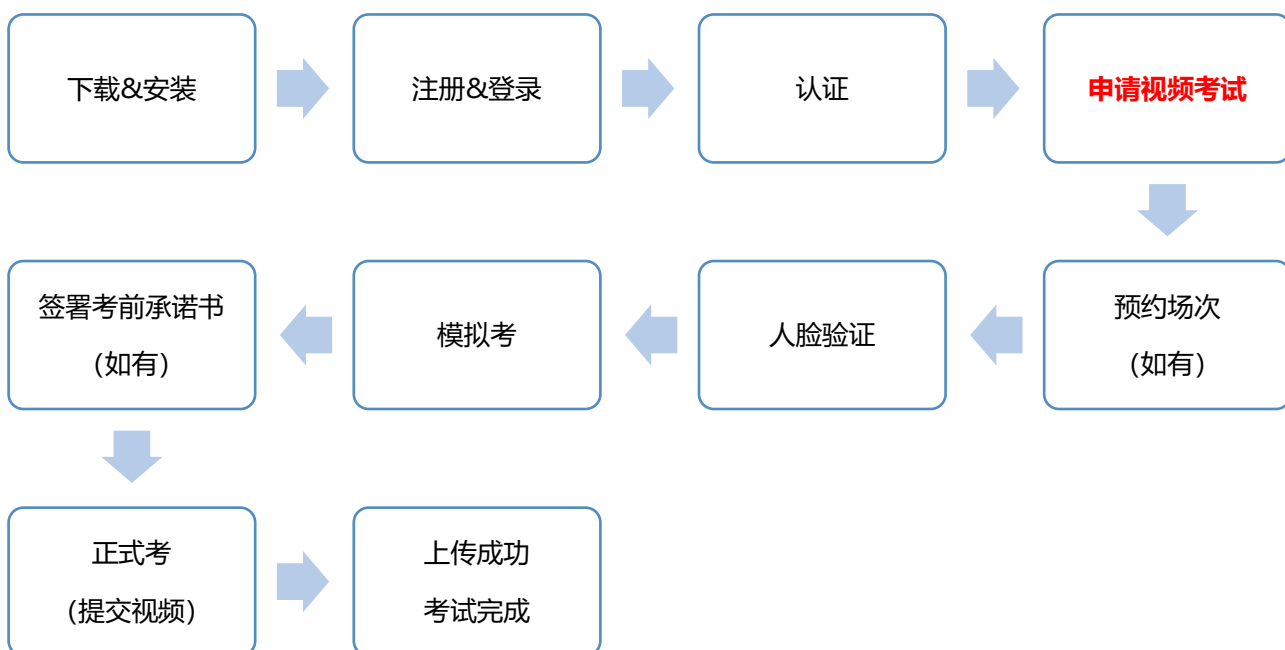 下载&安装
注册&登录
认证
申请视频考试
预约场次
(如有)
人脸验证
模拟考
签署考前承诺书
(如有)
正式考
(提交视频)
上传成功
考试完成